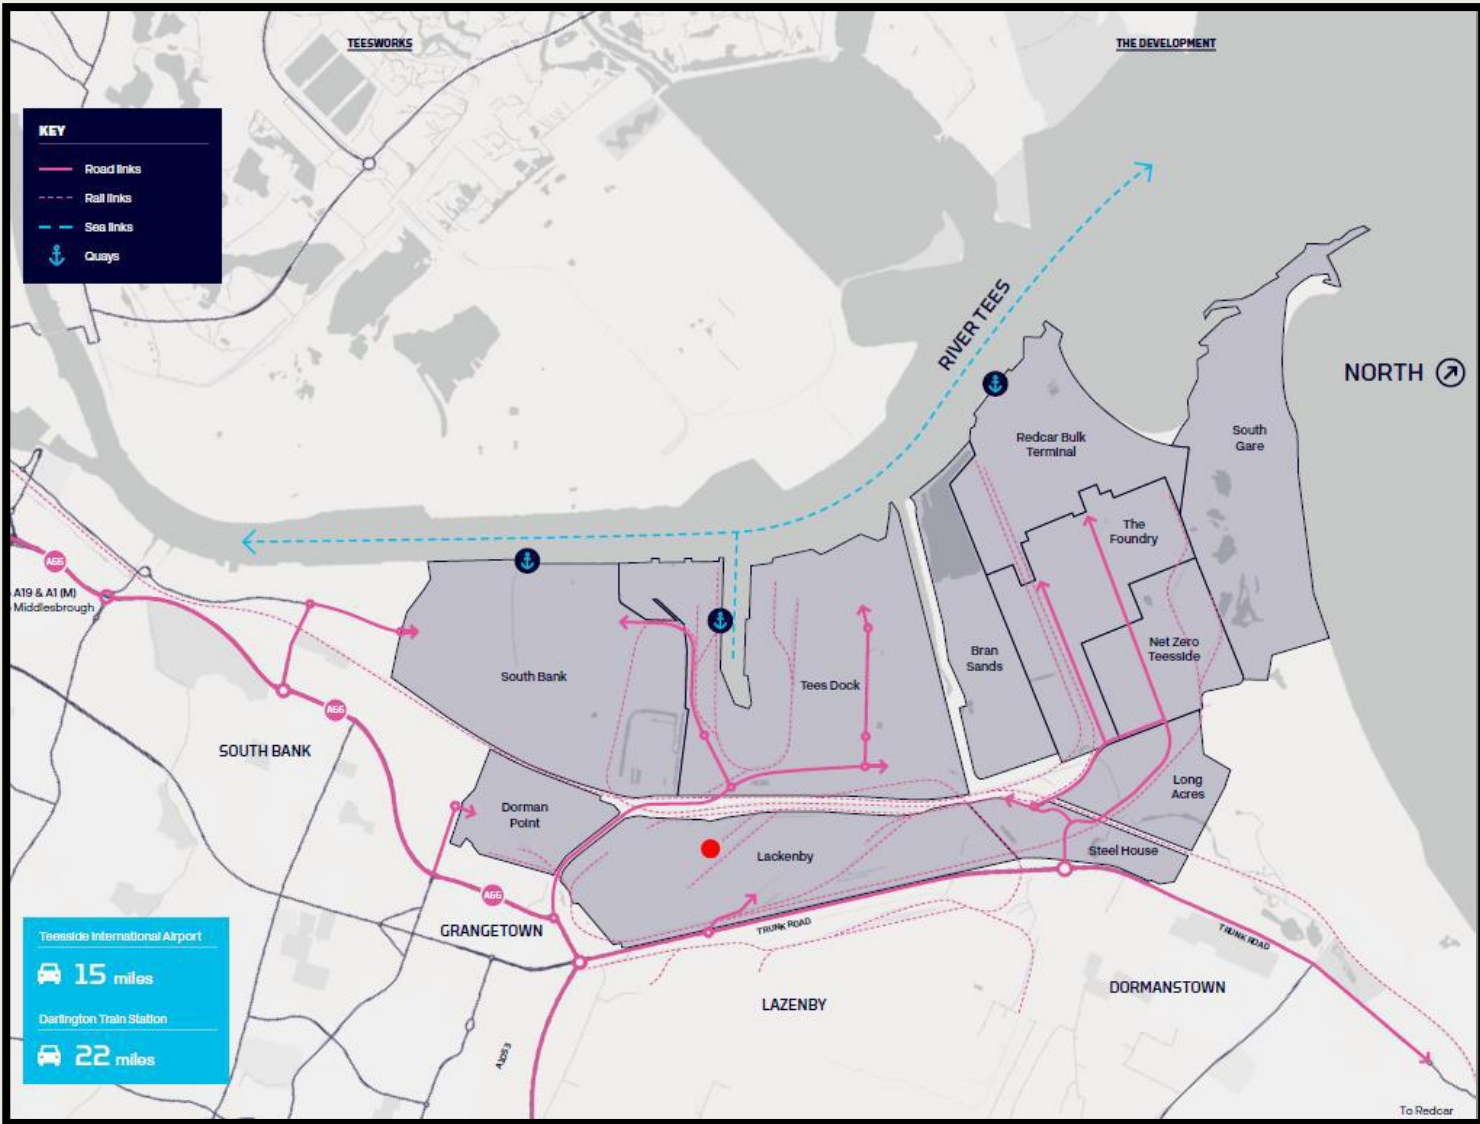 TEESWORKS
THE DEVELOPMENT
KEY
Road links
Rail links
Sea links
Quays
RIVER TEES
NORTH
Redcar Bulk
Terminal
South
Gare
The
Foundry
A66
A19 & A1 (M)
Middlesbrough
Bran
Sands
Net Zero
Teesside
South Bank
Tees Dock
A66
SOUTH BANK
Long
Acres
Dorman
Point
Lackenby
Steel House
A66
GRANGETOWN
TRUNK ROAD
TRUNK ROAD
Teesside International Airport
15 miles
Darlington Train Station
22 miles
LAZENBY
DORMANSTOWN
A1053
To Redcar